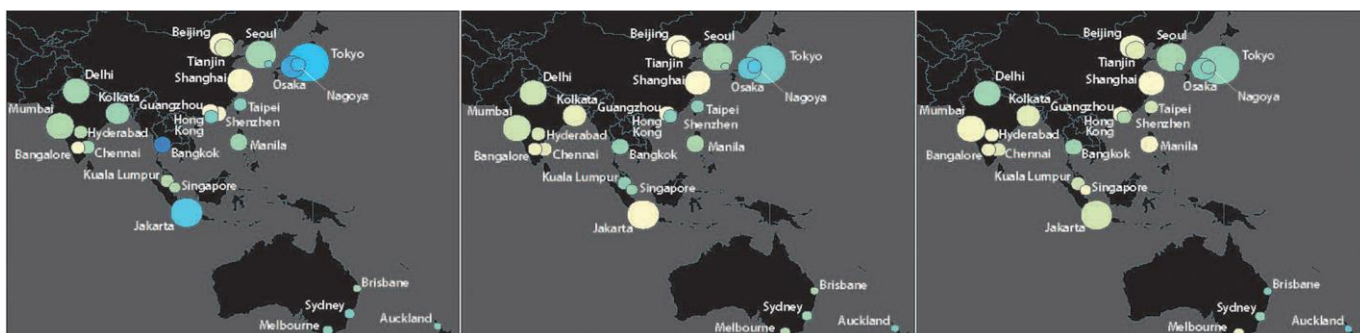 Beijing
Seoul
Tianjin
Tokyo
Shanghai
Delhi
Osaka
Nagoya
Kolkata
Mumbai
Guangzhou
Taipei
Hong
Kong
Shenzhen
Hyderabad
Bangalore
Chennai
Bangkok
Manila
Kuala Lumpur
Singapore
Jakarta
Brisbane
Sydney
Auckland
Melbourne
Beijing
Seoul
Tianjin
Tokyo
Shanghai
Delhi
Osaka
Nagoya
Kolkata
Mumbai
Guangzhou
Taipei
Hong
Kong
Shenzhen
Hyderabad
Bangalore
Chennai
Bangkok
Manila
Kuala Lumpur
Singapore
Jakarta
Brisbane
Sydney
Auckland
Melbourne
Beijing
Seoul
Tianjin
Tokyo
Shanghai
Delhi
Osaka
Nagoya
Kolkata
Mumbai
Guangzhou
Taipei
Hong
Kong
Shenzhen
Hyderabad
Bangalore
Chennai
Bangkok
Manila
Kuala Lumpur
Singapore
Jakarta
Brisbane
Sydney
Auckland
Melbourne